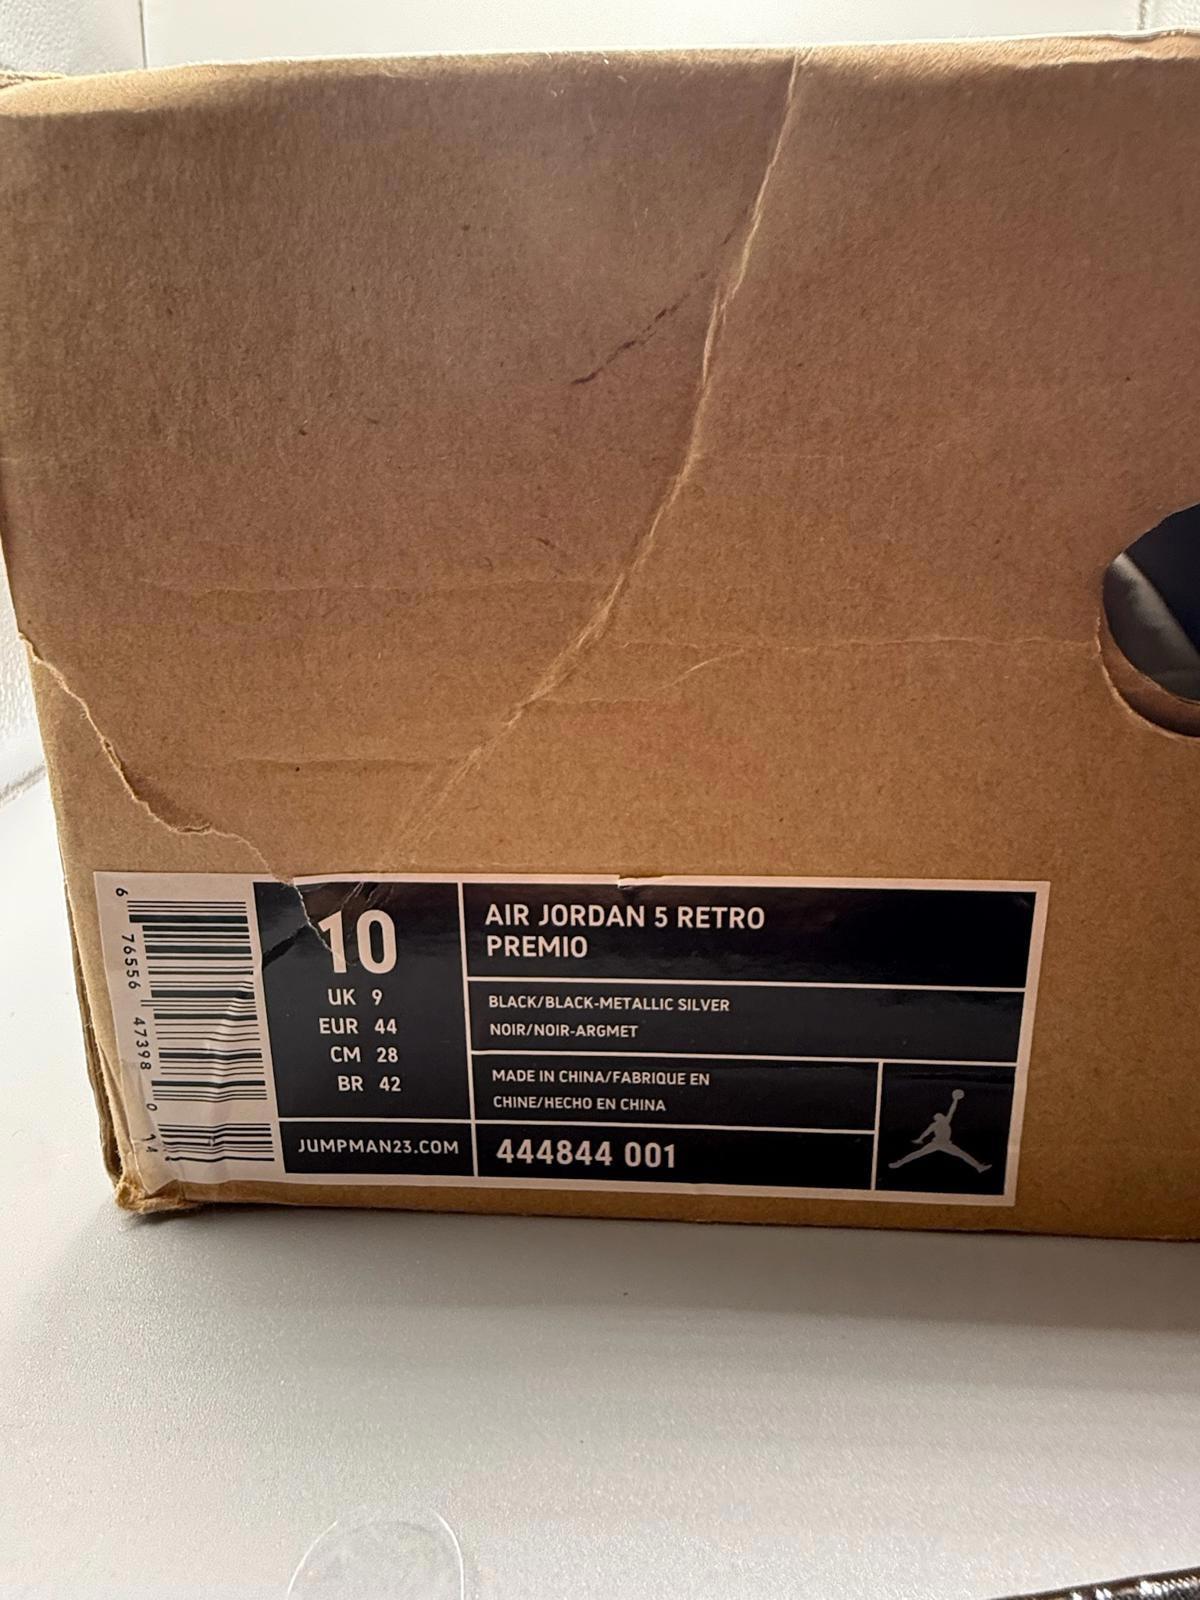 6 76556 47398 0 14
10
UK 9
EUR 44
CM 28
BR 42
JUMPMAN23.COM
AIR JORDAN 5 RETRO
PREMIO
BLACK/BLACK-METALLIC SILVER
NOIR/NOIR-ARGMET
MADE IN CHINA/FABRIQUE EN
CHINE/HECHO EN CHINA
444844 001